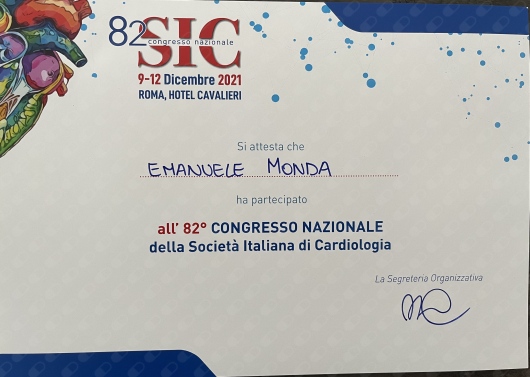 82 SIC
congresso nazionale
9-12 Dicembre 2021
ROMA, HOTEL CAVALIERI
Si attesta che
EMANUELE MONDA
ha partecipato
all' 82° CONGRESSO NAZIONALE
della Società Italiana di Cardiologia
La Segreteria Organizzativa